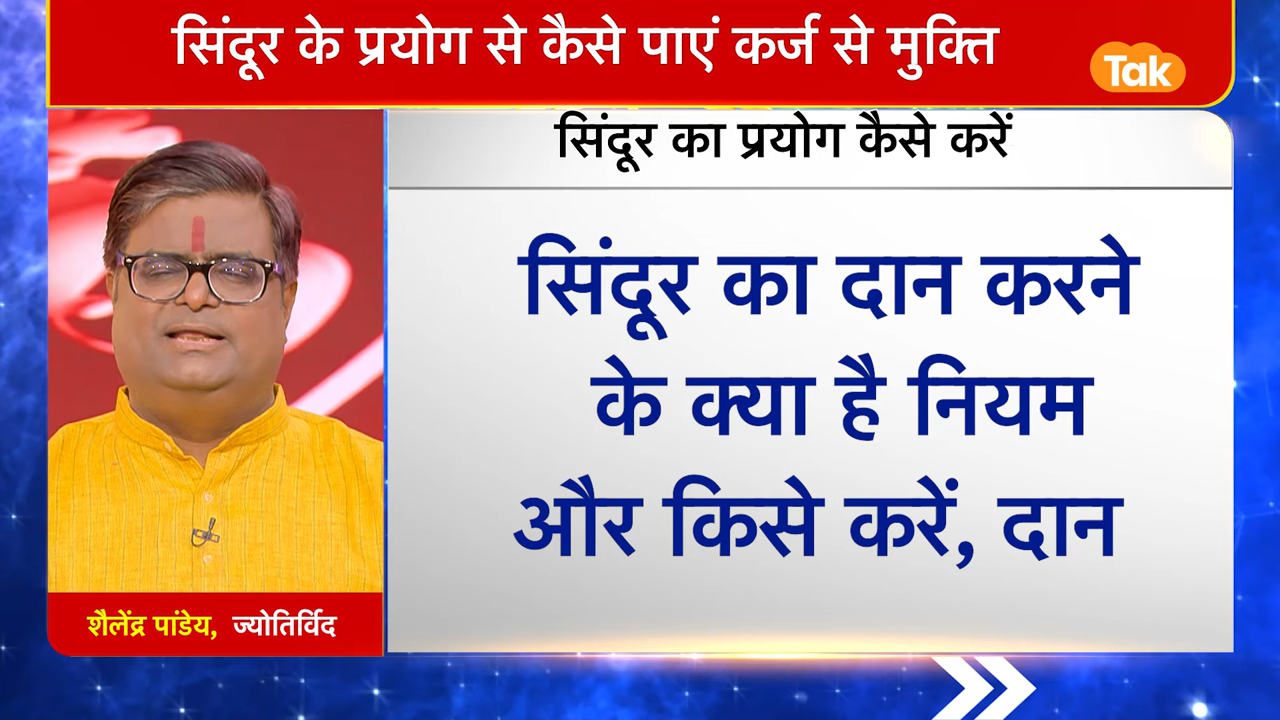 सिंदूर के प्रयोग से कैसे पाएं कर्ज से मुक्ति
Tak
सिंदूर का प्रयोग कैसे करें
सिंदूर का दान करने
के क्या है नियम
और किसे करें, दान
शैलेंद्र पांडेय, ज्योतिर्विद